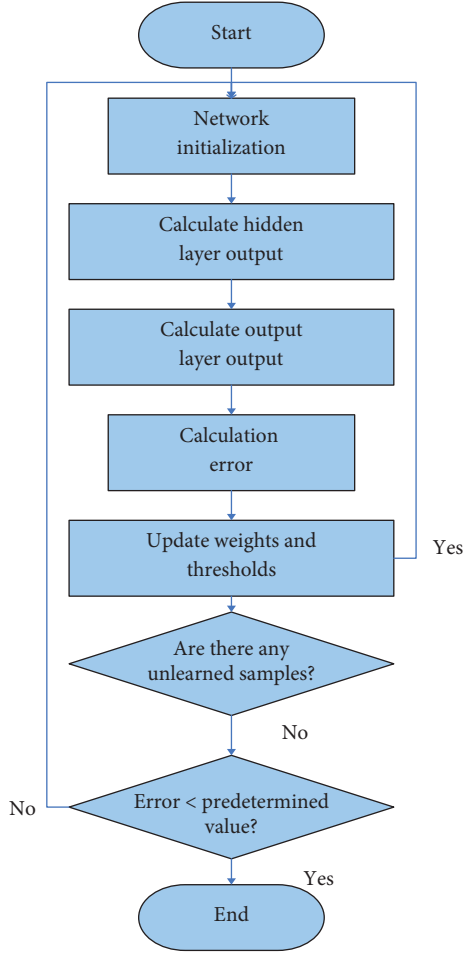 Start
Network
initialization
Calculate hidden
layer output
Calculate output
layer output
Calculation
error
Update weights and
thresholds
Yes
Are there any
unlearned samples?
No
Error < predetermined
value?
No
Yes
End